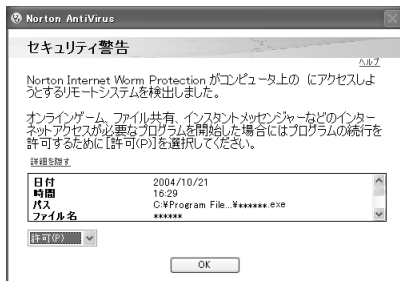 Norton AntiVirus
セキュリティ警告
ヘルプ
Norton Internet Worm Protection がコンピュータ上の にアクセスしよ
うとするリモートシステムを検出しました。
オンラインゲーム、ファイル共有、インスタントメッセンジャーなどのインター
ネットアクセスが必要なプログラムを開始した場合にはプログラムの続行を
許可するために[許可(P)]を選択してください。
詳細を隠す
日付 2004/10/21
時間 16:29
パス C:¥Program File...¥******.exe
ファイル名 ******
許可(P)
OK